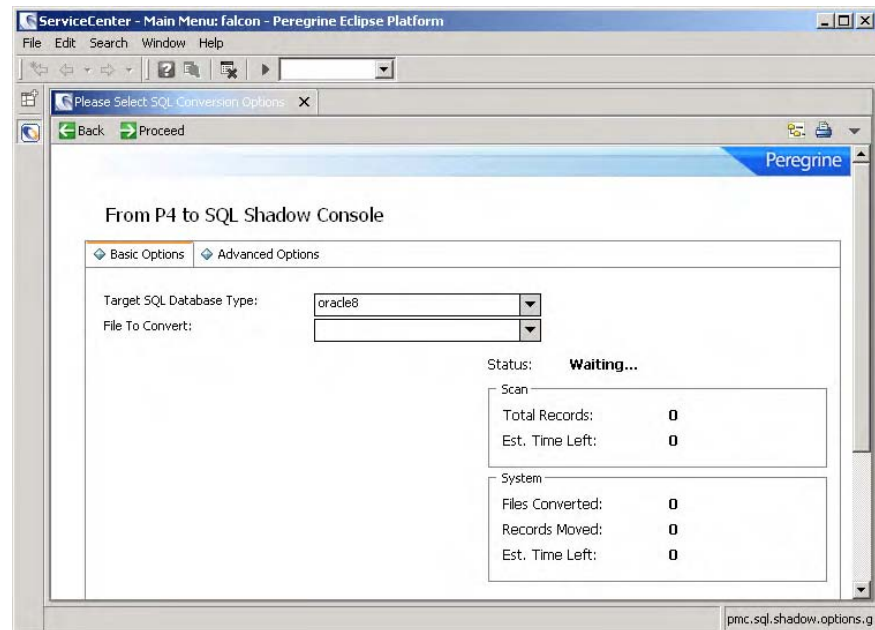 ServiceCenter - Main Menu: falcon - Peregrine Eclipse Platform
File Edit Search Window Help
Please Select SQL Conversion Options
Back Proceed
Peregrine
From P4 to SQL Shadow Console
Basic Options Advanced Options
Target SQL Database Type: oracle8
File To Convert:
Status: Waiting...
Scan
Total Records: 0
Est. Time Left: 0
System
Files Converted: 0
Records Moved: 0
Est. Time Left: 0
pmc.sql.shadow.options.g